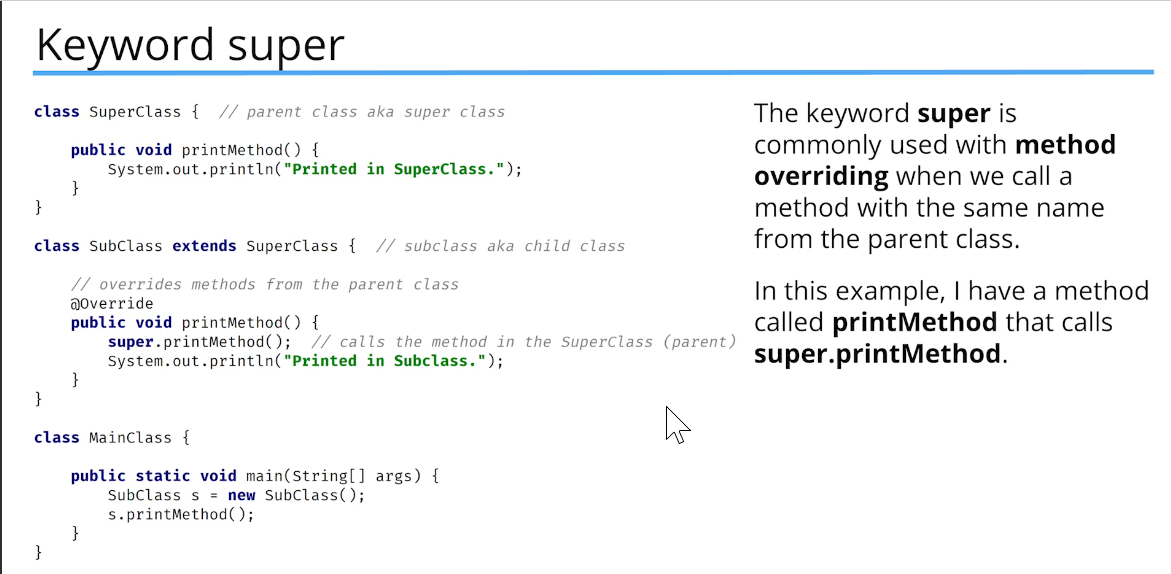 Keyword super
class SuperClass {  // parent class aka super class
public void printMethod() {
System.out.println("Printed in SuperClass.");
}
}
class SubClass extends SuperClass {  // subclass aka child class
// overrides methods from the parent class
@Override
public void printMethod() {
super.printMethod();  // calls the method in the SuperClass (parent)
System.out.println("Printed in Subclass.");
}
}
class MainClass {
public static void main(String[] args) {
SubClass s = new SubClass();
s.printMethod();
}
}
The keyword super is
commonly used with method
overriding when we call a
method with the same name
from the parent class.
In this example, I have a method
called printMethod that calls
super.printMethod.